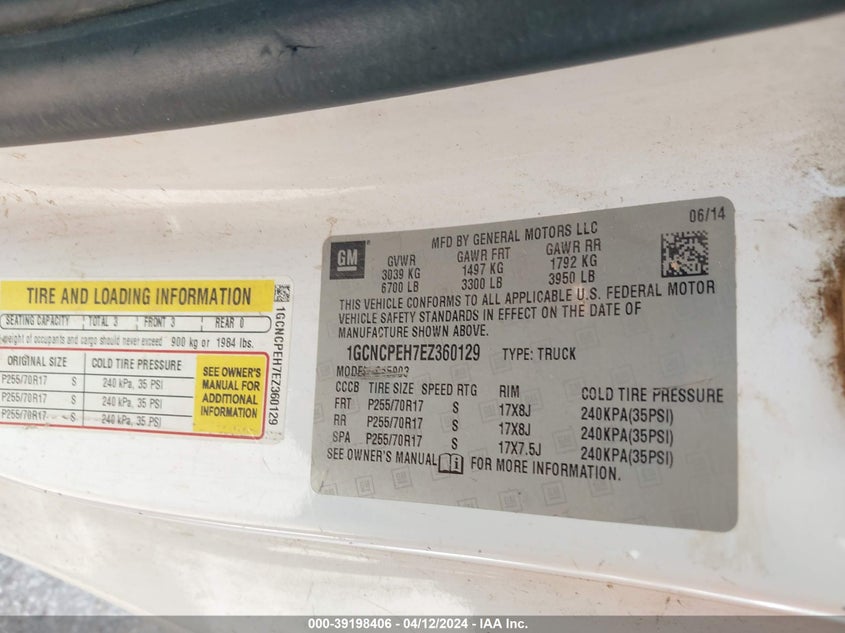 TIRE AND LOADING INFORMATION
SEATING CAPACITY TOTAL 3 FRONT 3 REAR 0
weight of occupants and cargo should never exceed 900 kg or 1984 lbs.
ORIGINAL SIZE COLD TIRE PRESSURE
P255/70R17 S 240 kPa, 35 PSI
P255/70R17 S 240 kPa, 35 PSI
P255/70R17 S 240 kPa, 35 PSI
SEE OWNER'S
MANUAL FOR
ADDITIONAL
INFORMATION
1GCNCPEH7EZ360129
GM
06/14
MFD BY GENERAL MOTORS LLC
GVWR GAWR FRT GAWR RR
3039 KG 1497 KG 1792 KG
6700 LB 3300 LB 3950 LB
THIS VEHICLE CONFORMS TO ALL APPLICABLE U.S. FEDERAL MOTOR
VEHICLE SAFETY STANDARDS IN EFFECT ON THE DATE OF
MANUFACTURE SHOWN ABOVE.
1GCNCPEH7EZ360129 TYPE: TRUCK
MODEL:
CCCB TIRE SIZE SPEED RTG RIM COLD TIRE PRESSURE
FRT P255/70R17 S 17X8J 240KPA(35PSI)
RR P255/70R17 S 17X8J 240KPA(35PSI)
SPA P255/70R17 S 17X7.5J 240KPA(35PSI)
SEE OWNER'S MANUAL FOR MORE INFORMATION.
000-39198406 - 04/12/2024 - IAA Inc.